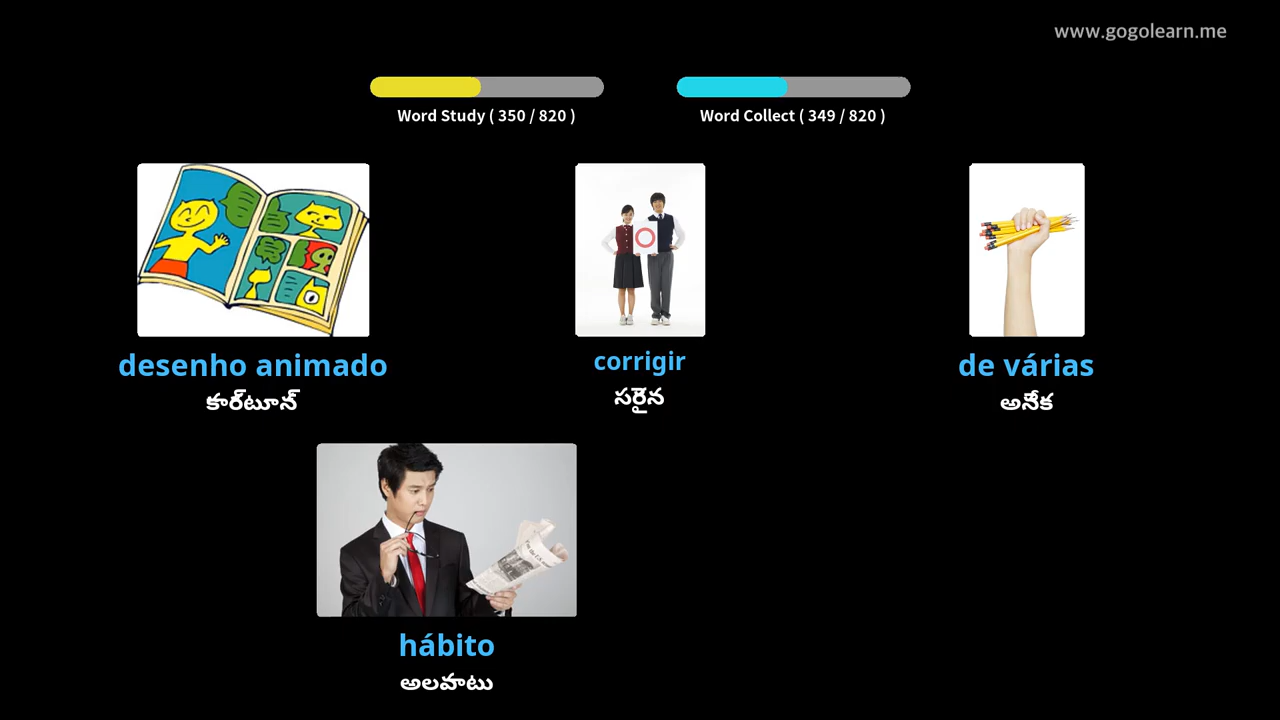 www.gogolearn.me
Word Study ( 350 / 820 )
Word Collect ( 349 / 820 )
desenho animado
కార్‌టూన్
corrigir
సరైన
de várias
అనేక
hábito
అలవాటు